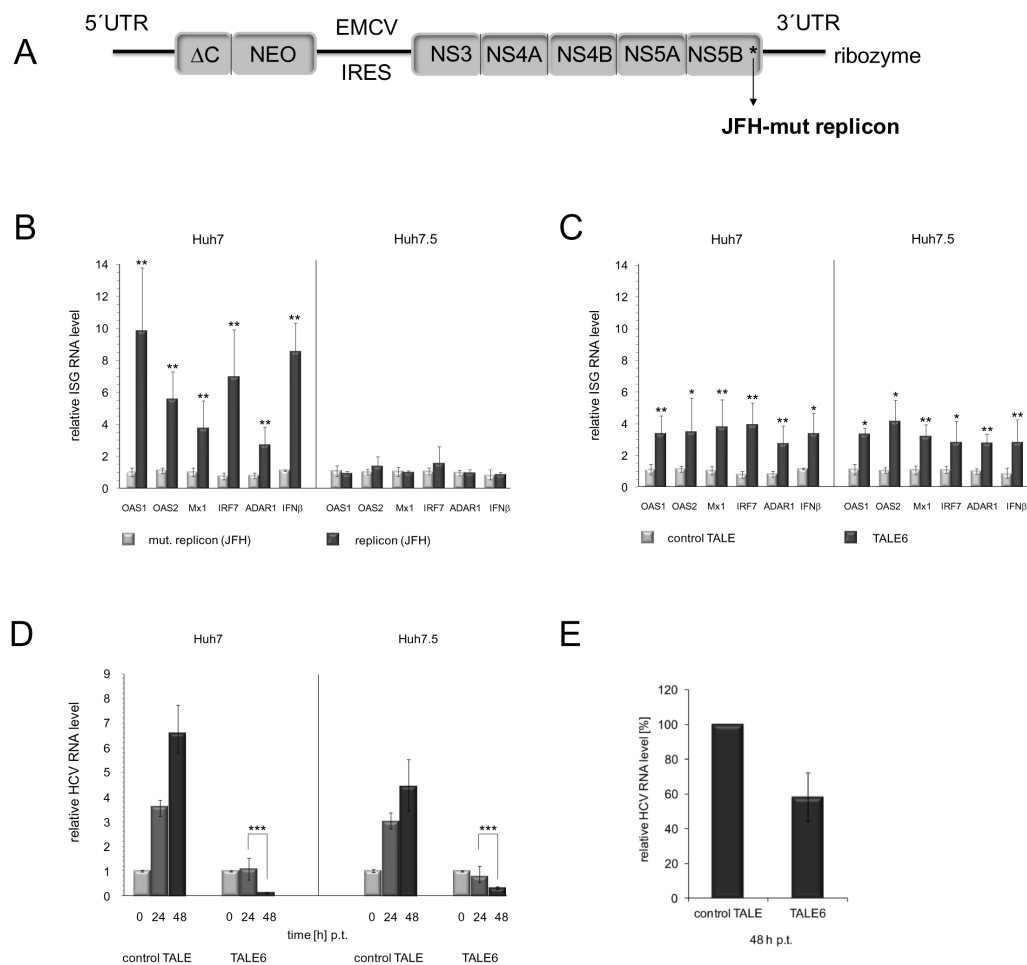 A
5´UTR
EMCV
3´UTR
ΔC NEO
IRES
NS3 NS4A NS4B NS5A NS5B *
ribozyme
JFH-mut replicon
B
Huh7 Huh7.5
relative ISG RNA level
14
12
10
8
6
4
2
0
** ** ** ** ** **
OAS1 OAS2 Mx1 IRF7 ADAR1 IFNβ OAS1 OAS2 Mx1 IRF7 ADAR1 IFNβ
mut. replicon (JFH) replicon (JFH)
C
Huh7 Huh7.5
relative ISG RNA level
14
12
10
8
6
4
2
0
** * ** ** ** * * * ** * ** **
OAS1 OAS2 Mx1 IRF7 ADAR1 IFNβ OAS1 OAS2 Mx1 IRF7 ADAR1 IFNβ
control TALE TALE6
D
Huh7 Huh7.5
relative HCV RNA level
9
8
7
6
5
4
3
2
1
0
*** ***
0 24 48 0 24 48 0 24 48 0 24 48
time [h] p.t.
control TALE TALE6 control TALE TALE6
E
relative HCV RNA level [%]
120
100
80
60
40
20
0
control TALE TALE6
48 h p.t.